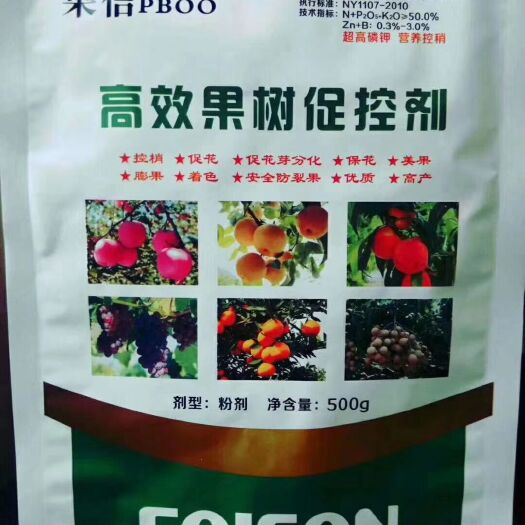 果倍PBOO
执行标准：NY1107-2010
技术指标：N+P₂O₅+K₂O≥50.0%
Zn+B：0.3%-3.0%
超高磷钾 营养控稍
高效果树促控剂
★控梢 ★促花 ★促花芽分化 ★保花 ★美果
★膨果 ★着色 ★安全防裂果 ★优质 ★高产
剂型：粉剂 净含量：500g